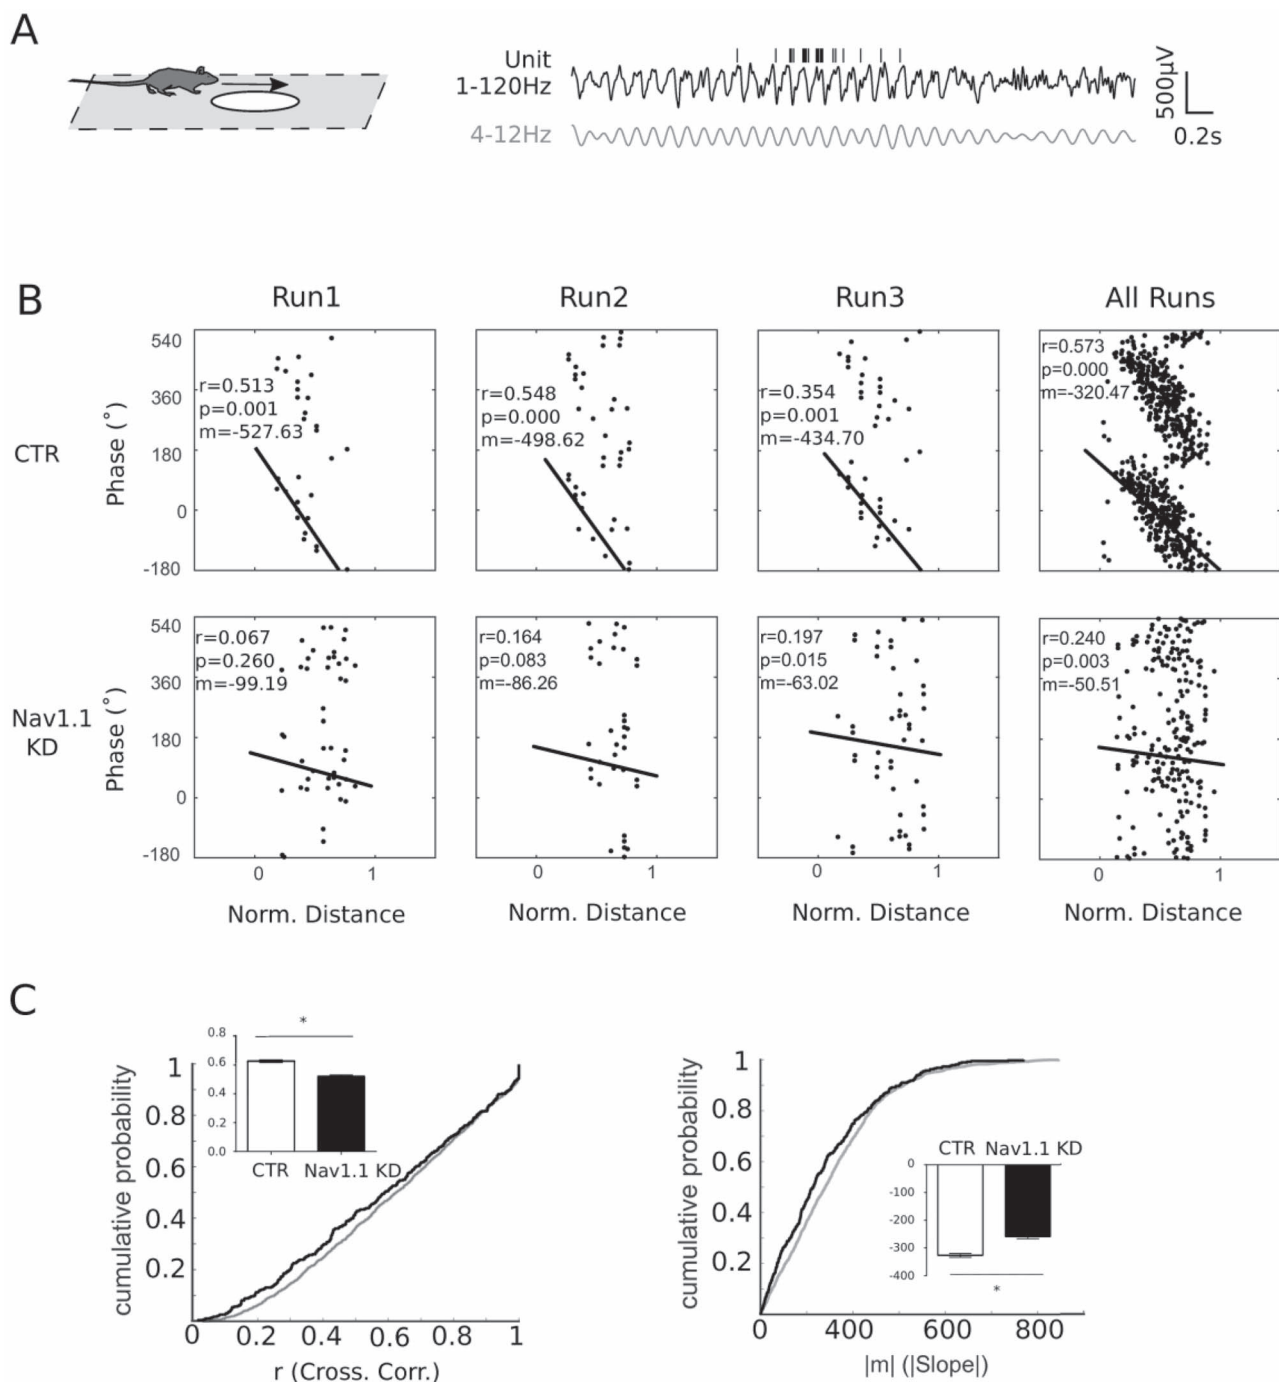 A
Unit
1-120Hz
4-12Hz
500μV
0.2s
B
Run1 Run2 Run3 All Runs
CTR
Phase (°)
540
360
180
0
-180
r=0.513
p=0.001
m=-527.63
r=0.548
p=0.000
m=-498.62
r=0.354
p=0.001
m=-434.70
r=0.573
p=0.000
m=-320.47
Nav1.1
KD
Phase (°)
540
360
180
0
-180
r=0.067
p=0.260
m=-99.19
r=0.164
p=0.083
m=-86.26
r=0.197
p=0.015
m=-63.02
r=0.240
p=0.003
m=-50.51
0 1 0 1 0 1 0 1
Norm. Distance Norm. Distance Norm. Distance Norm. Distance
C
cumulative probability
1
0.8
0.6
0.4
0.2
0 0.2 0.4 0.6 0.8 1
r (Cross. Corr.)
*
0.8
0.6
0.4
0.2
0.0
CTR Nav1.1 KD
cumulative probability
1
0.8
0.6
0.4
0.2
0 400 600 800
|m| (|Slope|)
CTR Nav1.1 KD
0
-100
-200
-300
-400
*